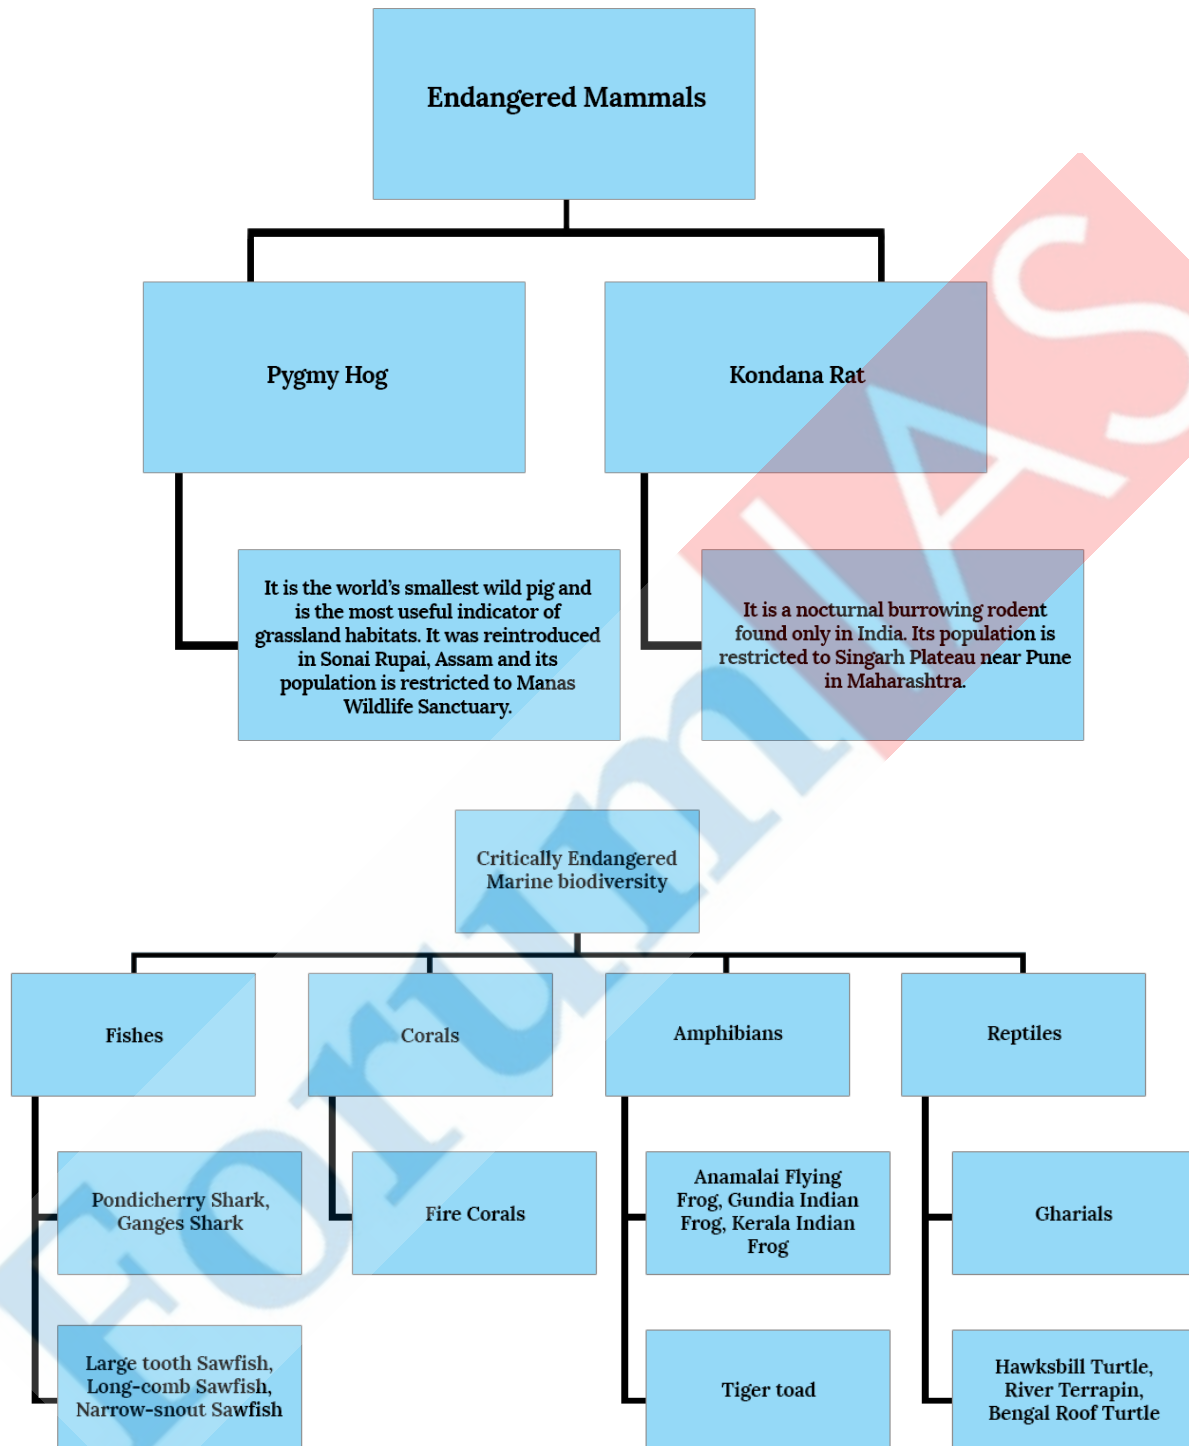 Endangered Mammals
Pygmy Hog
Kondana Rat
It is the world's smallest wild pig and
is the most useful indicator of
grassland habitats. It was reintroduced
in Sonai Rupai, Assam and its
population is restricted to Manas
Wildlife Sanctuary.
It is a nocturnal burrowing rodent
found only in India. Its population is
restricted to Singarh Plateau near Pune
in Maharashtra.
Critically Endangered
Marine biodiversity
Fishes
Corals
Amphibians
Reptiles
Pondicherry Shark,
Ganges Shark
Fire Corals
Anamalai Flying
Frog, Gundia Indian
Frog, Kerala Indian
Frog
Gharials
Large tooth Sawfish,
Long-comb Sawfish,
Narrow-snout Sawfish
Tiger toad
Hawksbill Turtle,
River Terrapin,
Bengal Roof Turtle
Forum IAS